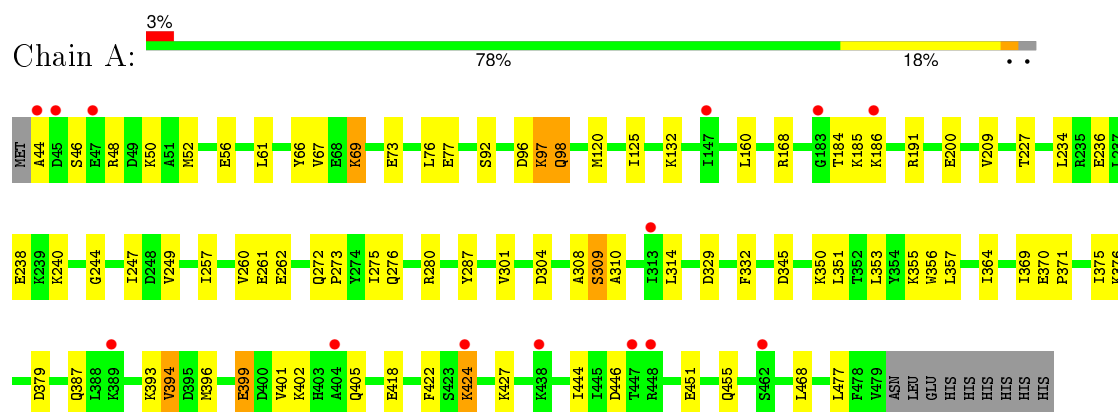 3%
Chain A:
78% 18% • •
MET A44 D45 S46 E47 R48 D49 K50 A51 M52 E56 L61 Y66 V67 E68 K69 E73 L76 E77 S92 D96 K97 Q98 M120 I125 K132 I147 L160 R168 G183 T184 K185 K186 R191 E200 V209 T227 L234 R235 E236 L237
E238 K239 K240 G244 I247 D248 V249 I257 V260 E261 E262 Q272 P273 Y274 I275 Q276 R280 Y287 V301 D304 A308 S309 A310 I313 L314 D329 F332 D345 K350 L351 T352 L353 Y354 K355 W356 L357 I364 I369 E370 P371 I375 K376
D379 Q387 L388 K389 K393 V394 D395 M396 E399 D400 V401 K402 H403 A404 Q405 E418 F422 S423 K424 K427 K438 I444 I445 D446 T447 R448 E451 Q455 S462 L468 L477 F478 V479 ASN LEU GLU HIS HIS HIS HIS HIS HIS